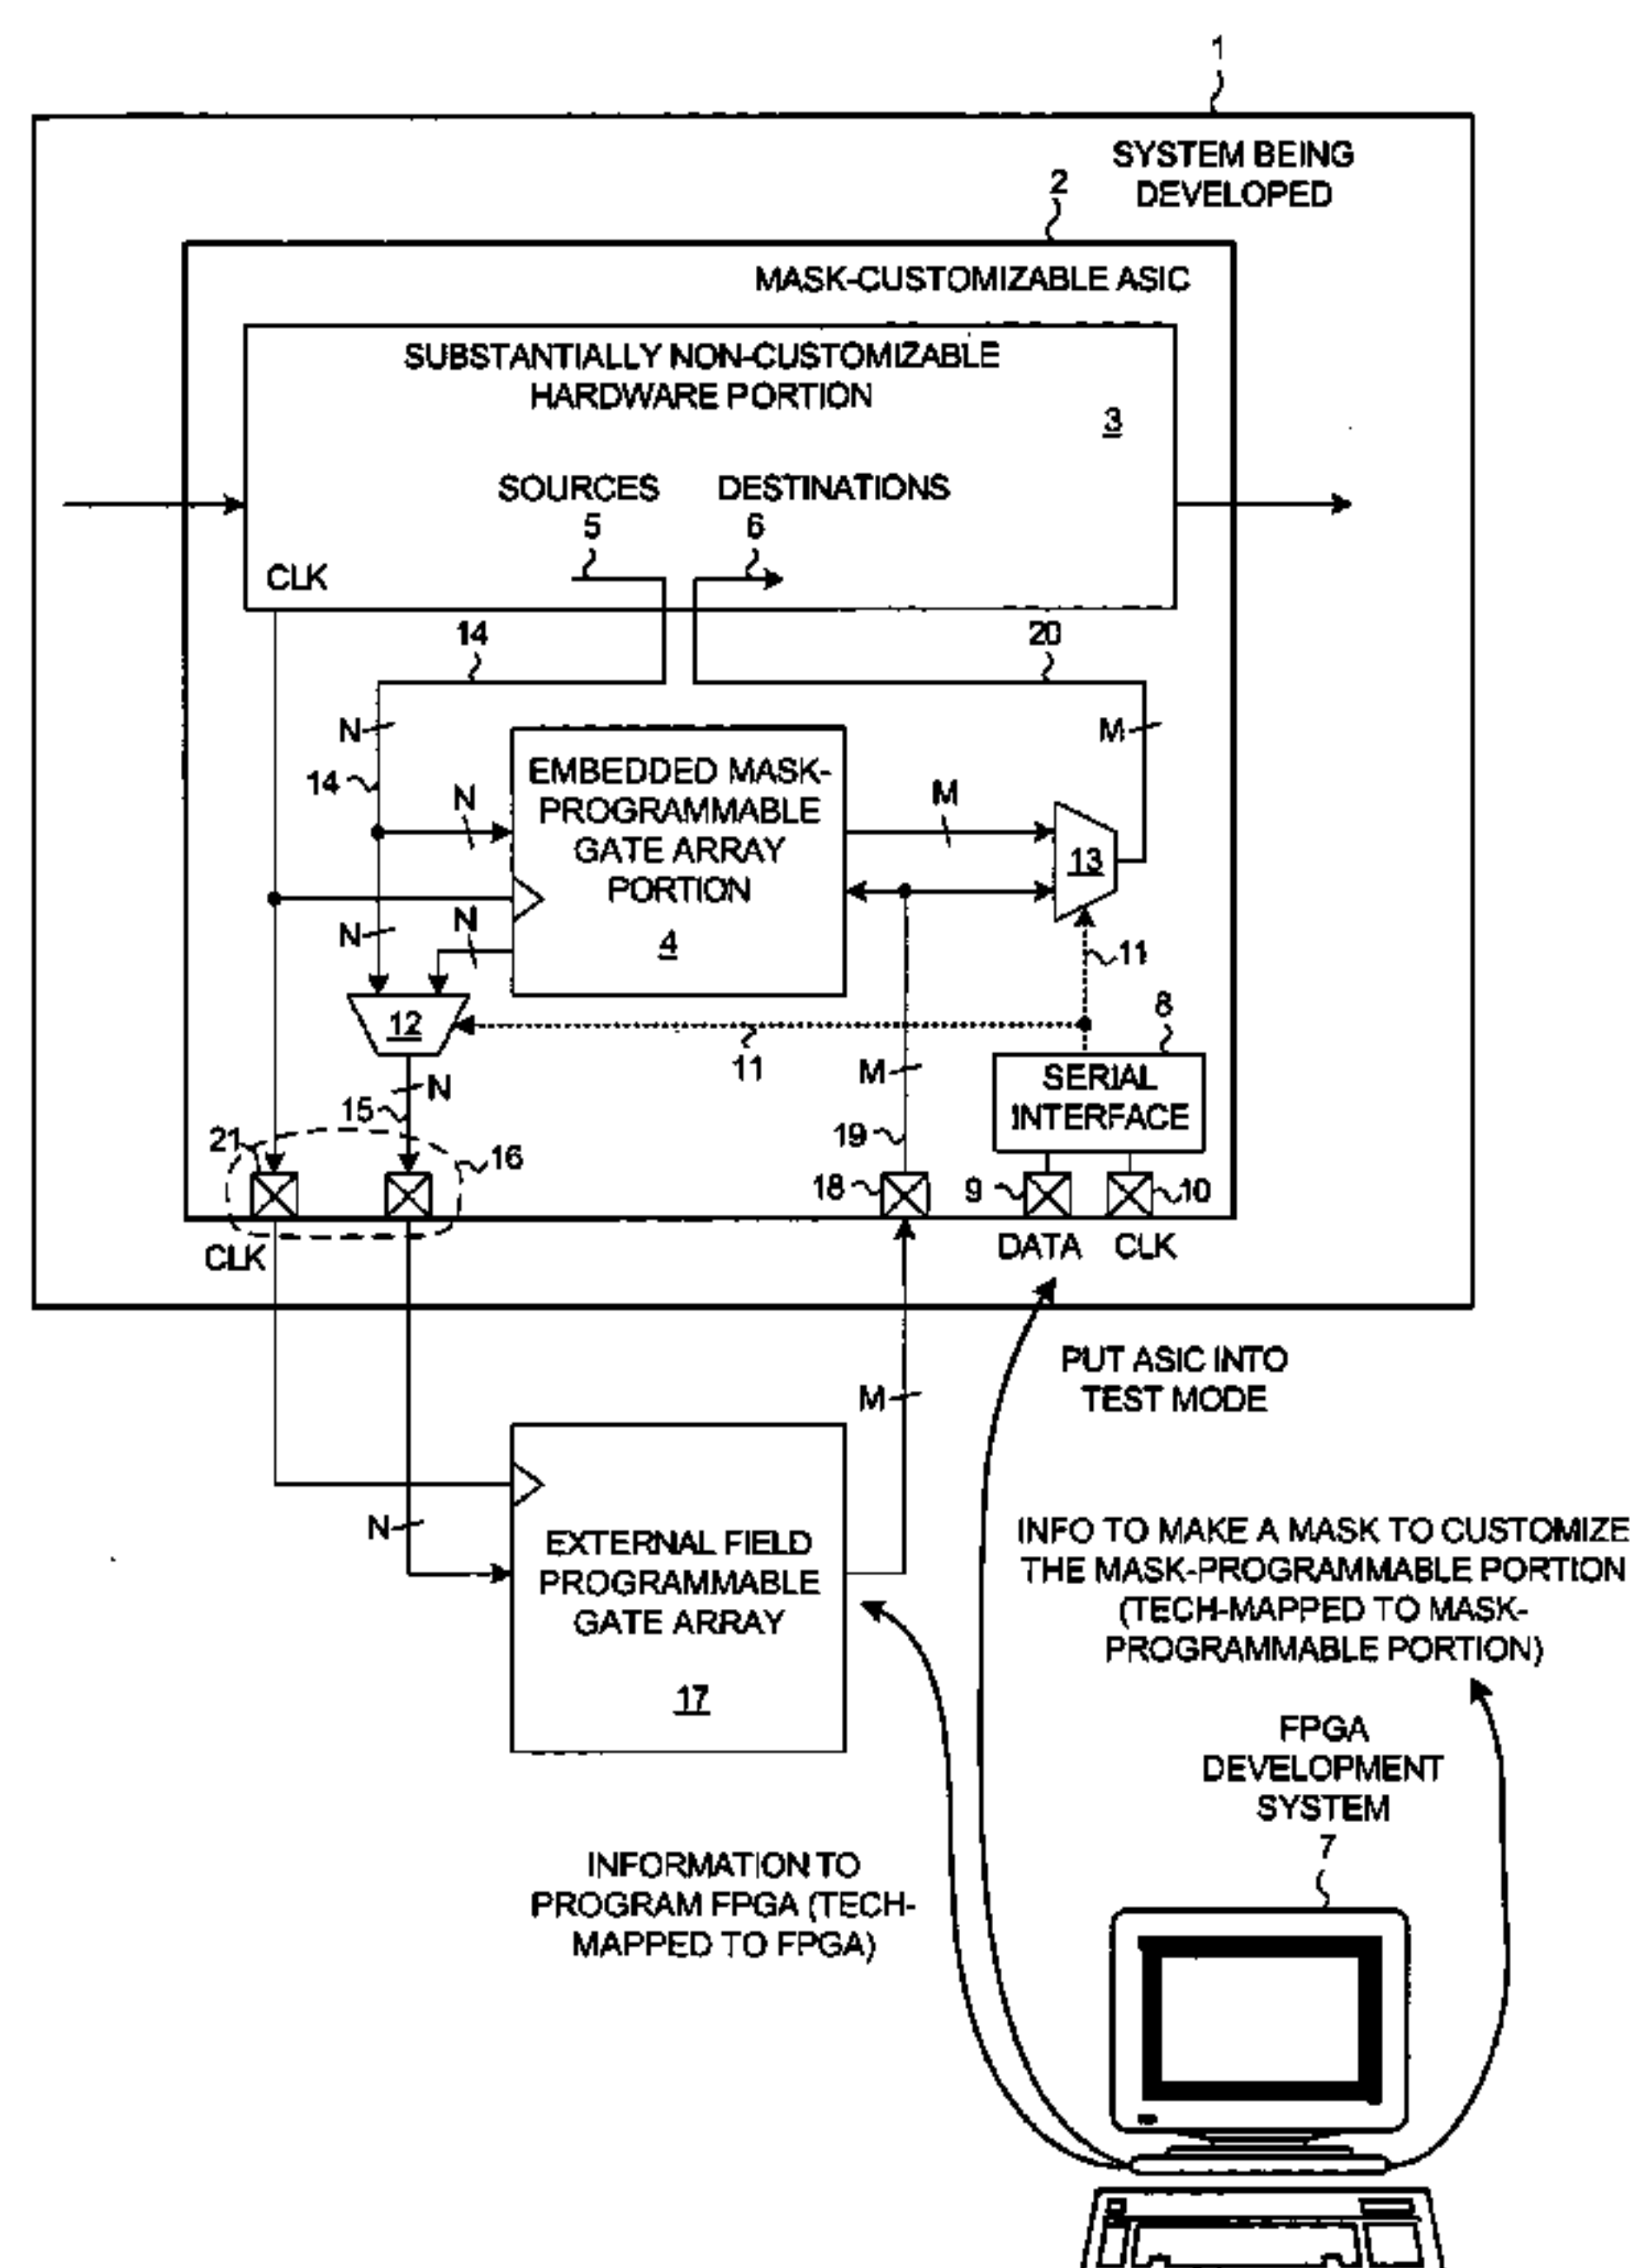 1
SYSTEM BEING
DEVELOPED
2
MASK-CUSTOMIZABLE ASIC
SUBSTANTIALLY NON-CUSTOMIZABLE
HARDWARE PORTION
3
SOURCES
DESTINATIONS
5
6
CLK
14
20
N
M
14
N
EMBEDDED MASK-
PROGRAMMABLE
GATE ARRAY
PORTION
4
M
13
N
N
11
12
11
8
SERIAL
INTERFACE
N
15
M
19
21
16
18
9
10
CLK
DATA
CLK
PUT ASIC INTO
TEST MODE
M
N
EXTERNAL FIELD
PROGRAMMABLE
GATE ARRAY
17
INFO TO MAKE A MASK TO CUSTOMIZE
THE MASK-PROGRAMMABLE PORTION
(TECH-MAPPED TO MASK-
PROGRAMMABLE PORTION)
FPGA
DEVELOPMENT
SYSTEM
7
INFORMATION TO
PROGRAM FPGA (TECH-
MAPPED TO FPGA)